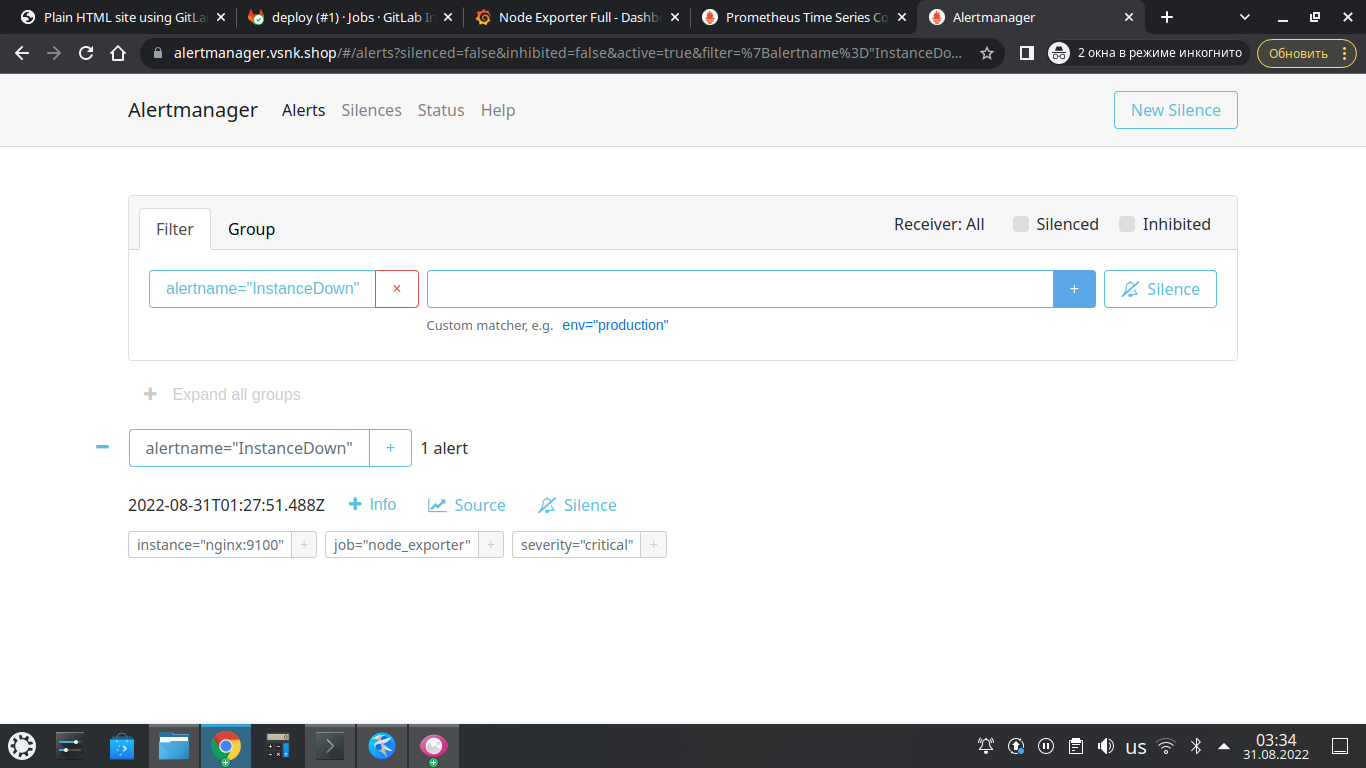 Plain HTML site using GitLa
deploy (#1) · Jobs · GitLab In
Node Exporter Full - Dashbo
Prometheus Time Series Co
Alertmanager
alertmanager.vsnk.shop/#/alerts?silenced=false&inhibited=false&active=true&filter=%7Balertname%3D"InstanceDo...
2 окна в режиме инкогнито
Обновить
Alertmanager Alerts Silences Status Help New Silence
Filter Group Receiver: All Silenced Inhibited
alertname="InstanceDown" × + Silence
Custom matcher, e.g. env="production"
+ Expand all groups
alertname="InstanceDown" + 1 alert
2022-08-31T01:27:51.488Z + Info Source Silence
instance="nginx:9100" + job="node_exporter" + severity="critical" +
us
03:34
31.08.2022